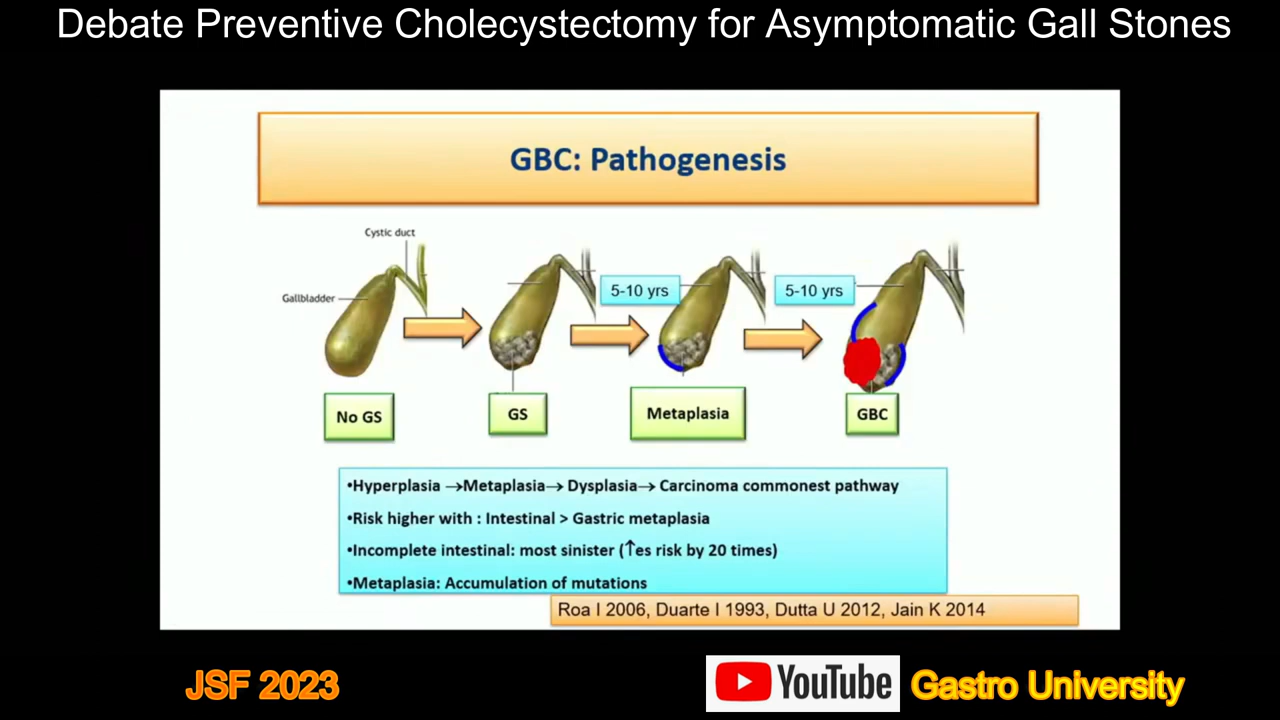 Debate Preventive Cholecystectomy for Asymptomatic Gall Stones
GBC: Pathogenesis
Cystic duct
Gallbladder
5-10 yrs
5-10 yrs
No GS
GS
Metaplasia
GBC
•Hyperplasia →Metaplasia→ Dysplasia→ Carcinoma commonest pathway
•Risk higher with : Intestinal > Gastric metaplasia
•Incomplete intestinal: most sinister (↑es risk by 20 times)
•Metaplasia: Accumulation of mutations
Roa I 2006, Duarte I 1993, Dutta U 2012, Jain K 2014
JSF 2023
YouTube
Gastro University